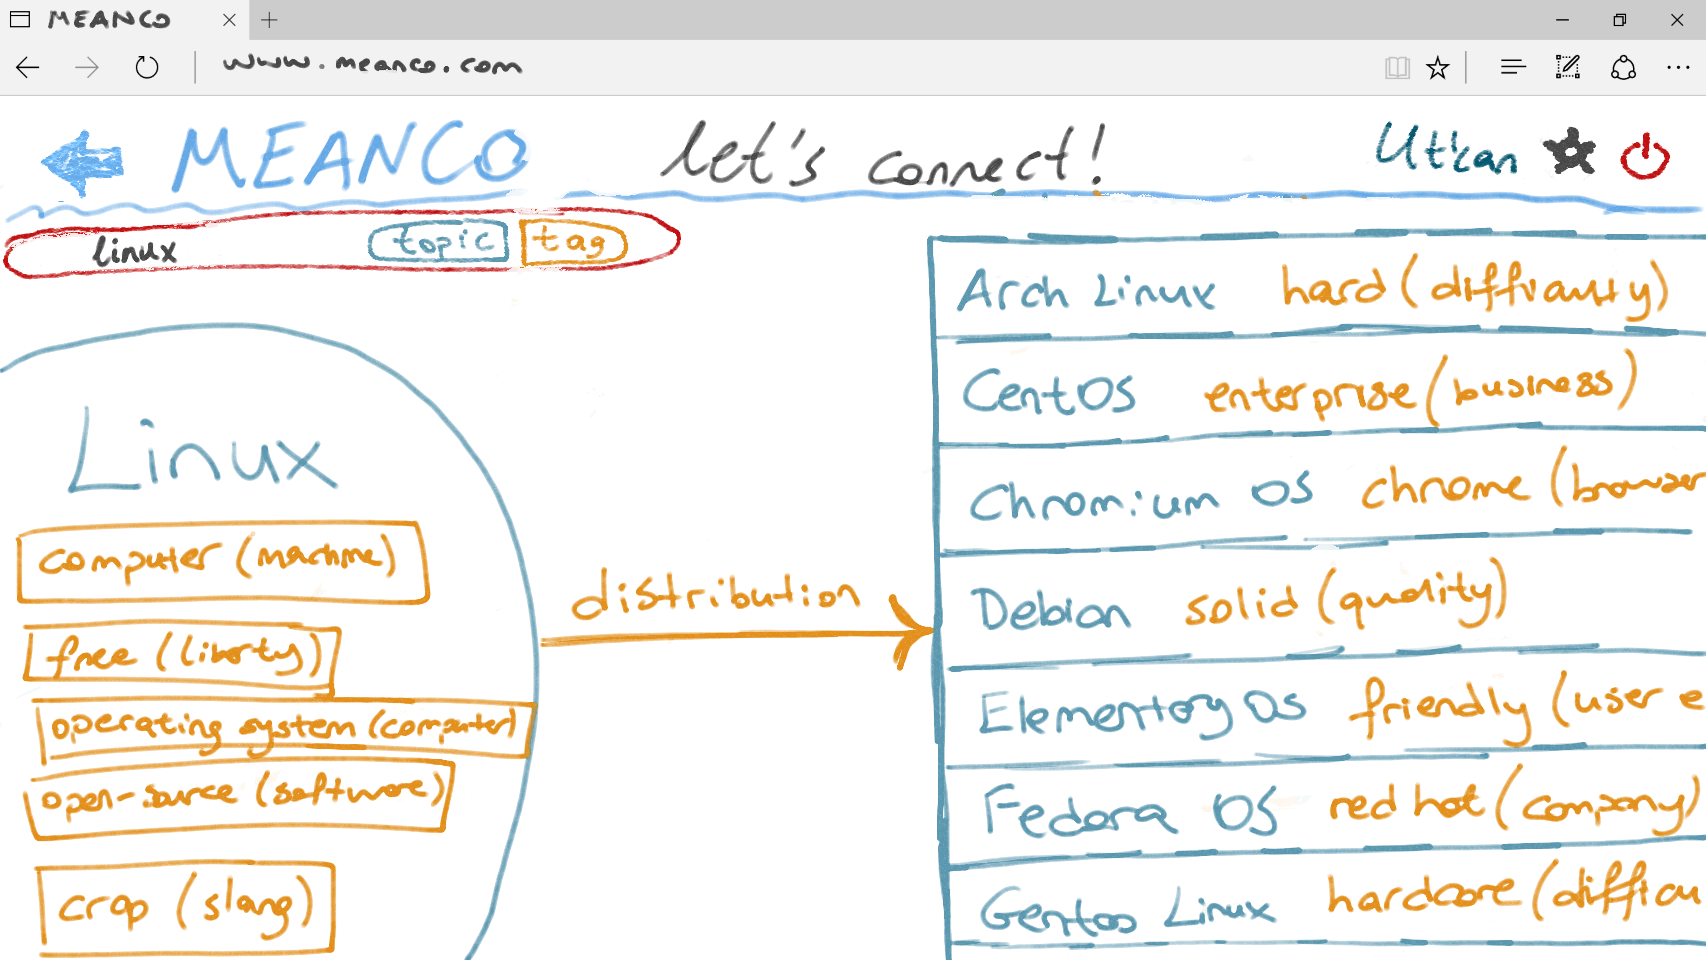 MEANCO
www.meanco.com
MEANCO let's connect! Utkan
linux topic tag
Linux
computer (machine)
free (liberty)
operating system (computer)
open-source (software)
crap (slang)
distribution
Arch Linux hard (difficulty)
CentOS enterprise (business)
Chromium OS chrome (browser
Debian solid (quality)
Elementary OS friendly (user e
Fedora OS red hat (company)
Gentoo Linux hardcore (difficu